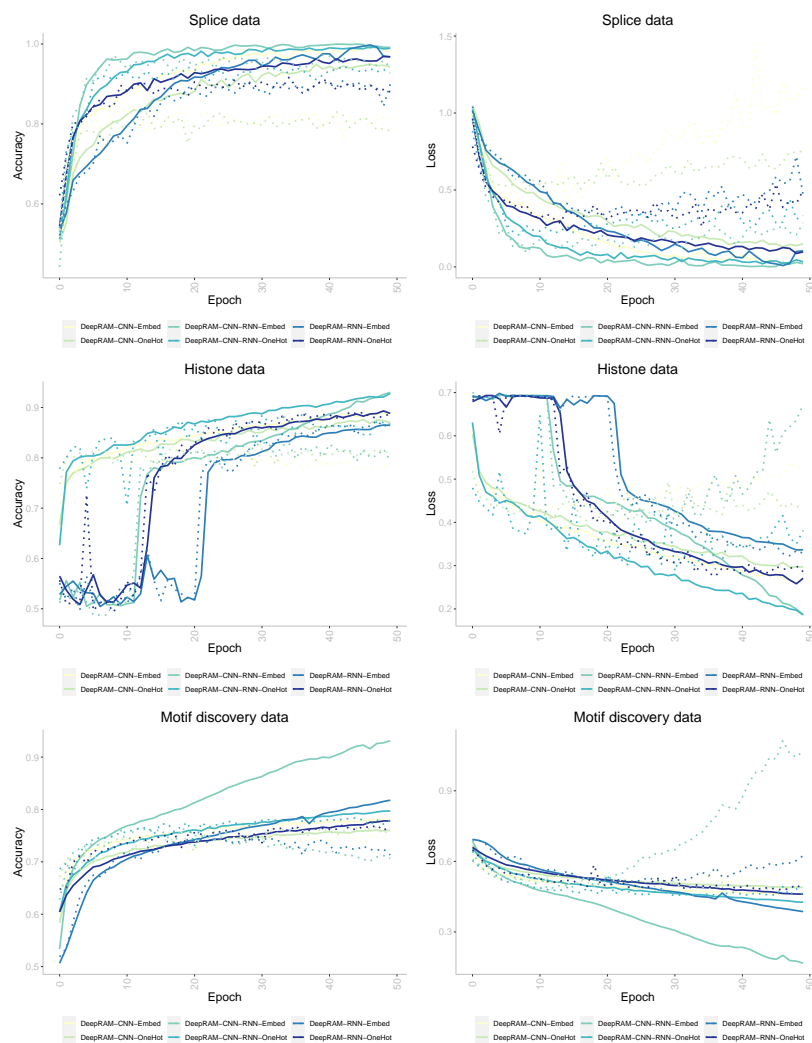 Splice data
Accuracy
1.0
0.8
0.6
0
10
20
30
40
50
Epoch
DeepRAM−CNN−Embed DeepRAM−CNN−RNN−Embed DeepRAM−RNN−Embed
DeepRAM−CNN−OneHot DeepRAM−CNN−RNN−OneHot DeepRAM−RNN−OneHot
Splice data
Loss
1.5
1.0
0.5
0.0
0
10
20
30
40
50
Epoch
DeepRAM−CNN−Embed DeepRAM−CNN−RNN−Embed DeepRAM−RNN−Embed
DeepRAM−CNN−OneHot DeepRAM−CNN−RNN−OneHot DeepRAM−RNN−OneHot
Histone data
Accuracy
0.9
0.8
0.7
0.6
0.5
0
10
20
30
40
50
Epoch
DeepRAM−CNN−Embed DeepRAM−CNN−RNN−Embed DeepRAM−RNN−Embed
DeepRAM−CNN−OneHot DeepRAM−CNN−RNN−OneHot DeepRAM−RNN−OneHot
Histone data
Loss
0.7
0.6
0.5
0.4
0.3
0.2
0
10
20
30
40
50
Epoch
DeepRAM−CNN−Embed DeepRAM−CNN−RNN−Embed DeepRAM−RNN−Embed
DeepRAM−CNN−OneHot DeepRAM−CNN−RNN−OneHot DeepRAM−RNN−OneHot
Motif discovery data
Accuracy
0.9
0.8
0.7
0.6
0.5
0
10
20
30
40
50
Epoch
DeepRAM−CNN−Embed DeepRAM−CNN−RNN−Embed DeepRAM−RNN−Embed
DeepRAM−CNN−OneHot DeepRAM−CNN−RNN−OneHot DeepRAM−RNN−OneHot
Motif discovery data
Loss
0.9
0.6
0.3
0
10
20
30
40
50
Epoch
DeepRAM−CNN−Embed DeepRAM−CNN−RNN−Embed DeepRAM−RNN−Embed
DeepRAM−CNN−OneHot DeepRAM−CNN−RNN−OneHot DeepRAM−RNN−OneHot